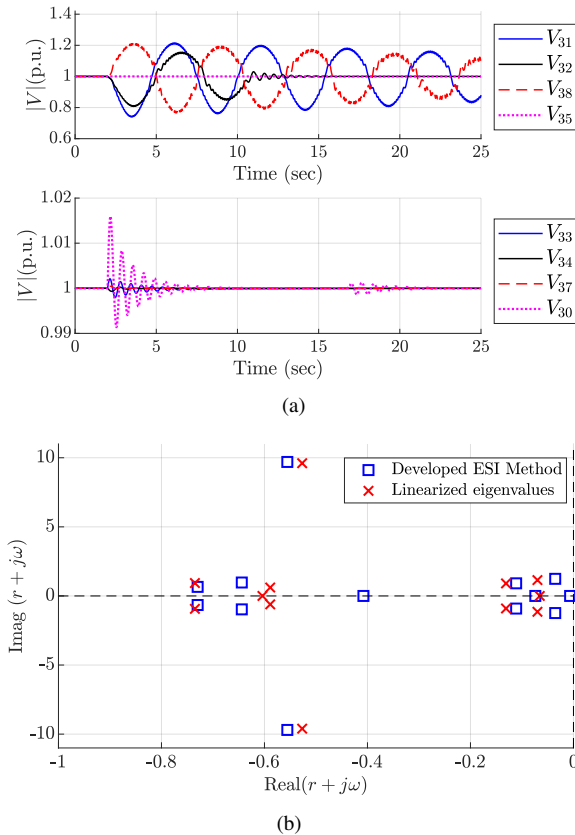 1.4
1.2
1
0.8
0.6
|V|(p.u.)
0 5 10 15 20 25
Time (sec)
V₃₁
V₃₂
V₃₈
V₃₅
1.02
1.01
1
0.99
|V|(p.u.)
0 5 10 15 20 25
Time (sec)
V₃₃
V₃₄
V₃₇
V₃₀
(a)
10
5
0
-5
-10
Imag (r + jω)
Developed ESI Method
Linearized eigenvalues
-1 -0.8 -0.6 -0.4 -0.2 0
Real(r + jω)
(b)